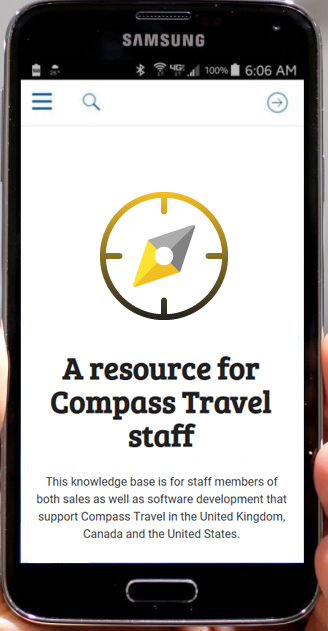 SAMSUNG
25°
4G
100% 6:06 AM
A resource for
Compass Travel
staff
This knowledge base is for staff members of
both sales as well as software development that
support Compass Travel in the United Kingdom,
Canada and the United States.